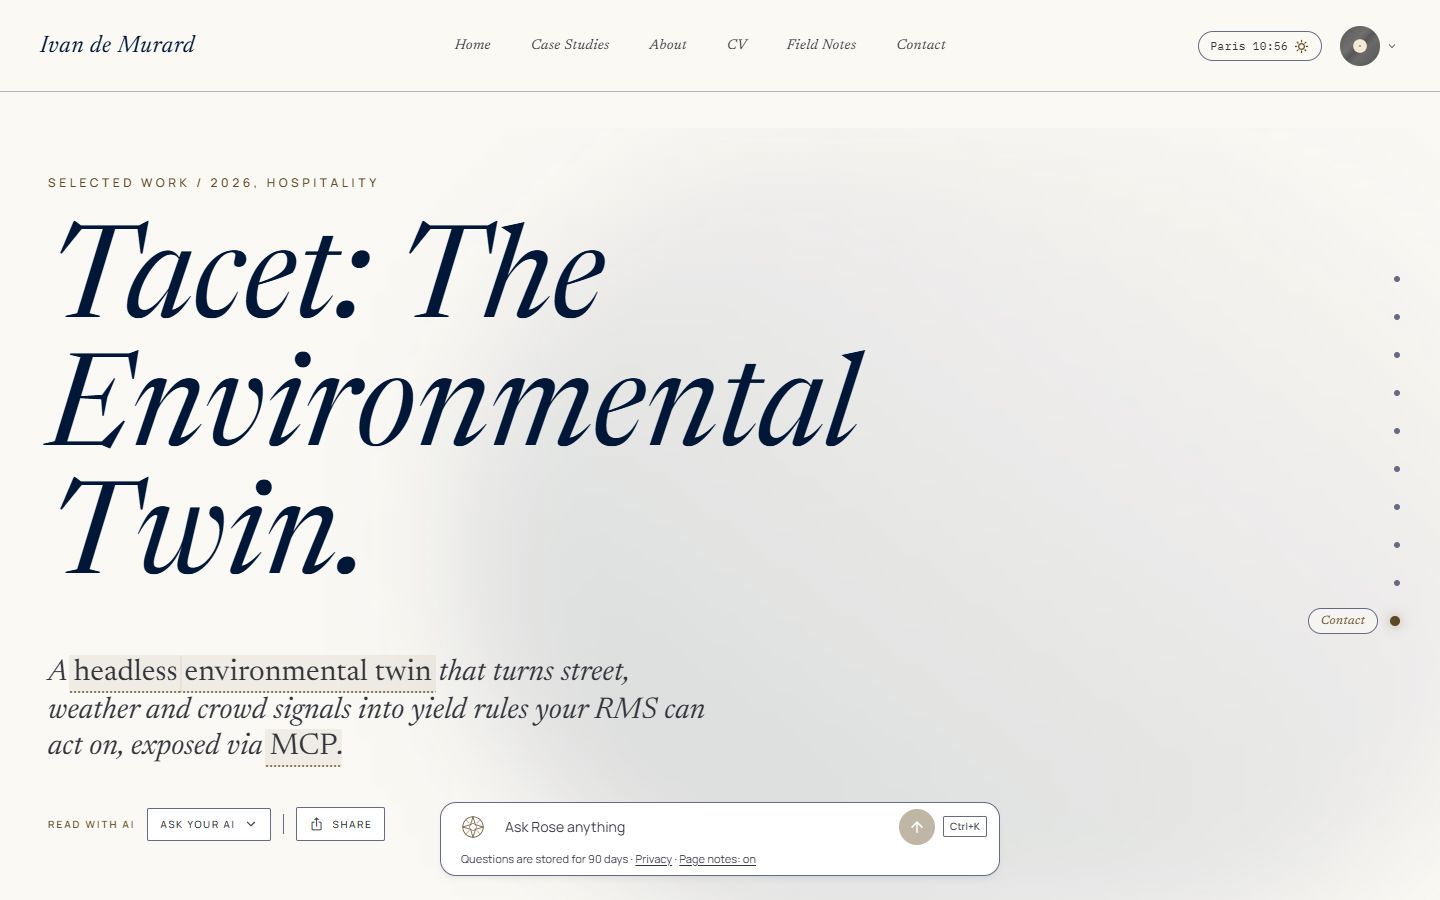 Ivan de Murard
Home
Case Studies
About
CV
Field Notes
Contact
Paris 10:56
SELECTED WORK / 2026, HOSPITALITY
Tacet: The
Environmental
Twin.
Contact
A headless environmental twin that turns street,
weather and crowd signals into yield rules your RMS can
act on, exposed via MCP.
READ WITH AI
ASK YOUR AI
SHARE
Ask Rose anything
Ctrl+K
Questions are stored for 90 days · Privacy · Page notes: on